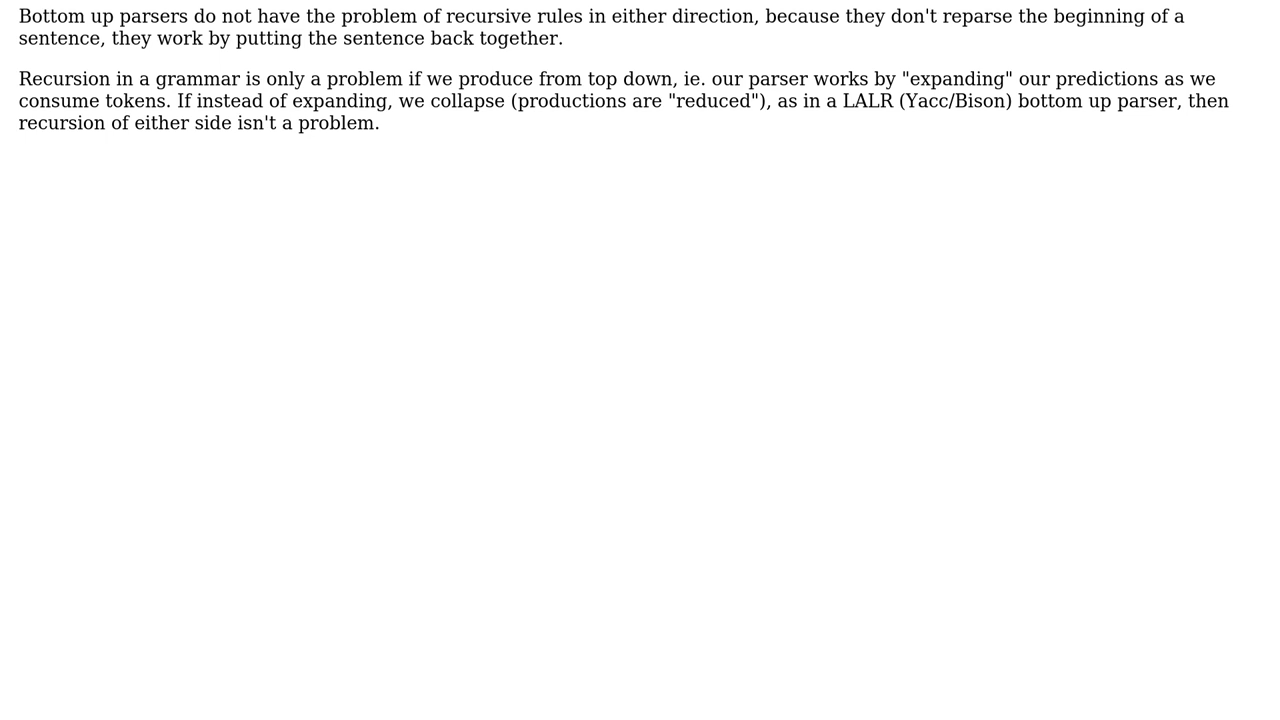 Bottom up parsers do not have the problem of recursive rules in either direction, because they don't reparse the beginning of a
sentence, they work by putting the sentence back together.
Recursion in a grammar is only a problem if we produce from top down, ie. our parser works by "expanding" our predictions as we
consume tokens. If instead of expanding, we collapse (productions are "reduced"), as in a LALR (Yacc/Bison) bottom up parser, then
recursion of either side isn't a problem.